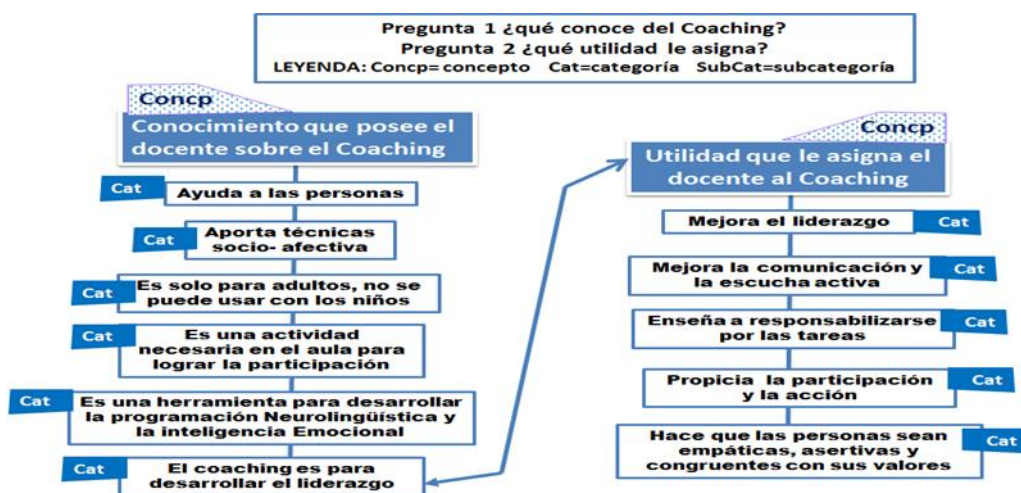 Pregunta 1 ¿qué conoce del Coaching?
Pregunta 2 ¿qué utilidad le asigna?
LEYENDA: Concp= concepto Cat=categoría SubCat=subcategoría
Concp
Conocimiento que posee el
docente sobre el Coaching
Cat
Ayuda a las personas
Cat
Aporta técnicas
socio- afectiva
Cat
Es solo para adultos, no se
puede usar con los niños
Cat
Es una actividad
necesaria en el aula para
lograr la participación
Cat
Es una herramienta para desarrollar
la programación Neurolingüística y
la inteligencia Emocional
Cat
El coaching es para
desarrollar el liderazgo
Concp
Utilidad que le asigna el
docente al Coaching
Mejora el liderazgo
Cat
Mejora la comunicación y
la escucha activa
Cat
Enseña a responsabilizarse
por las tareas
Cat
Propicia la participación
y la acción
Cat
Hace que las personas sean
empáticas, asertivas y
congruentes con sus valores
Cat